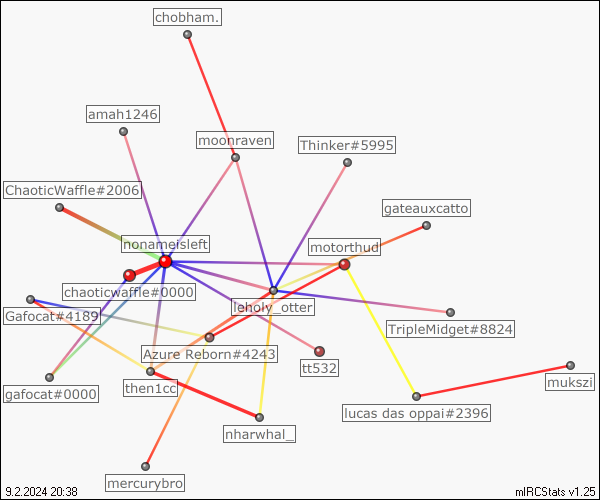 chobham.
amah1246
moonraven
Thinker#5995
ChaoticWaffle#2006
gateauxcatto
nonameisleft
motorthud
chaoticwaffle#0000
leholy_otter
Gafocat#4189
TripleMidget#8824
Azure Reborn#4243
tt532
gafocat#0000
then1cc
mukszi
lucas das oppai#2396
nharwhal_
mercurybro
9.2.2024 20:38
mIRCStats v1.25